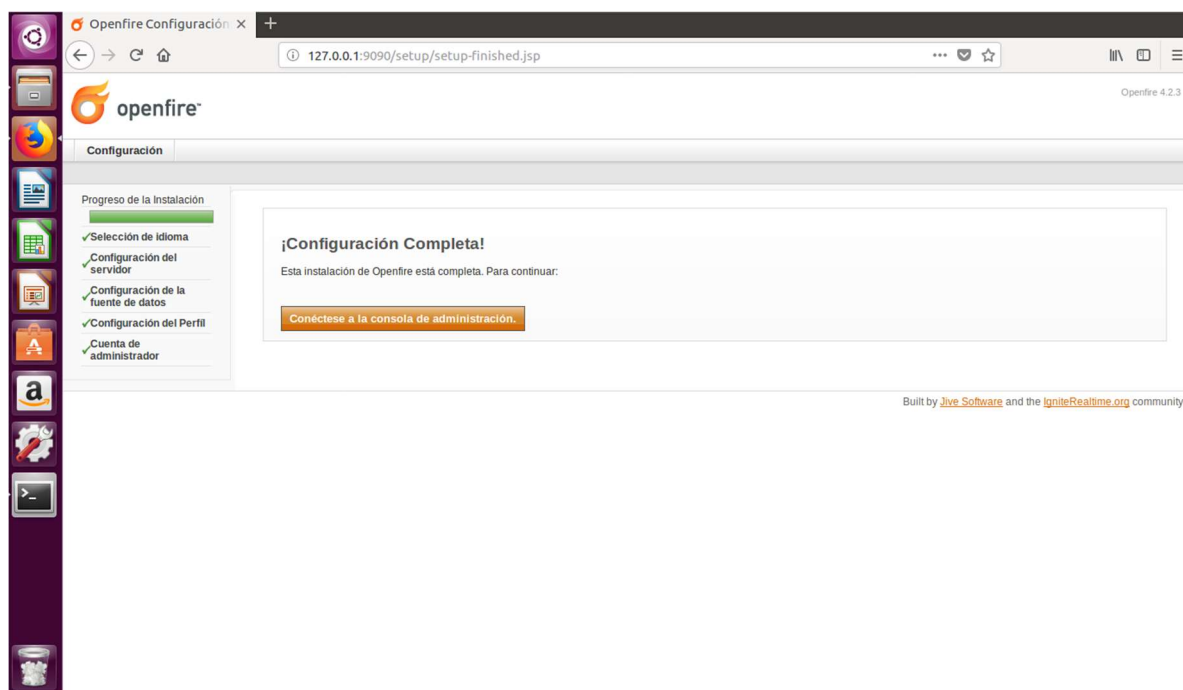 Openfire Configuración
127.0.0.1:9090/setup/setup-finished.jsp
openfire™
Openfire 4.2.3
Configuración
Progreso de la Instalación
Selección de idioma
Configuración del
servidor
Configuración de la
fuente de datos
Configuración del Perfíl
Cuenta de
administrador
¡Configuración Completa!
Esta instalación de Openfire está completa. Para continuar:
Conéctese a la consola de administración.
Built by Jive Software and the IgniteRealtime.org community